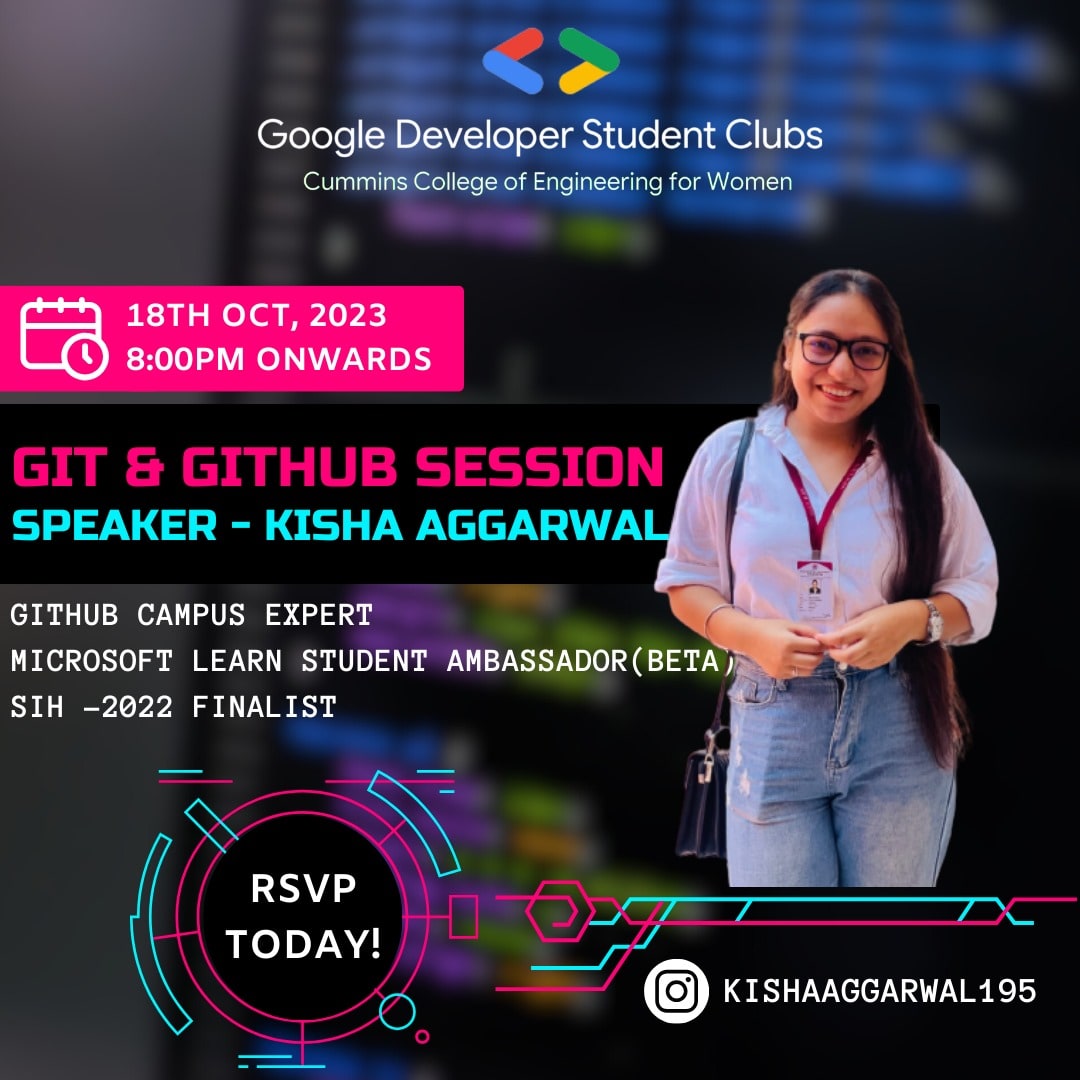 Google Developer Student Clubs
Cummins College of Engineering for Women
18TH OCT, 2023
8:00PM ONWARDS
GIT & GITHUB SESSION
SPEAKER - KISHA AGGARWAL
GITHUB CAMPUS EXPERT
MICROSOFT LEARN STUDENT AMBASSADOR(BETA)
SIH -2022 FINALIST
RSVP
TODAY!
KISHAAGGARWAL195